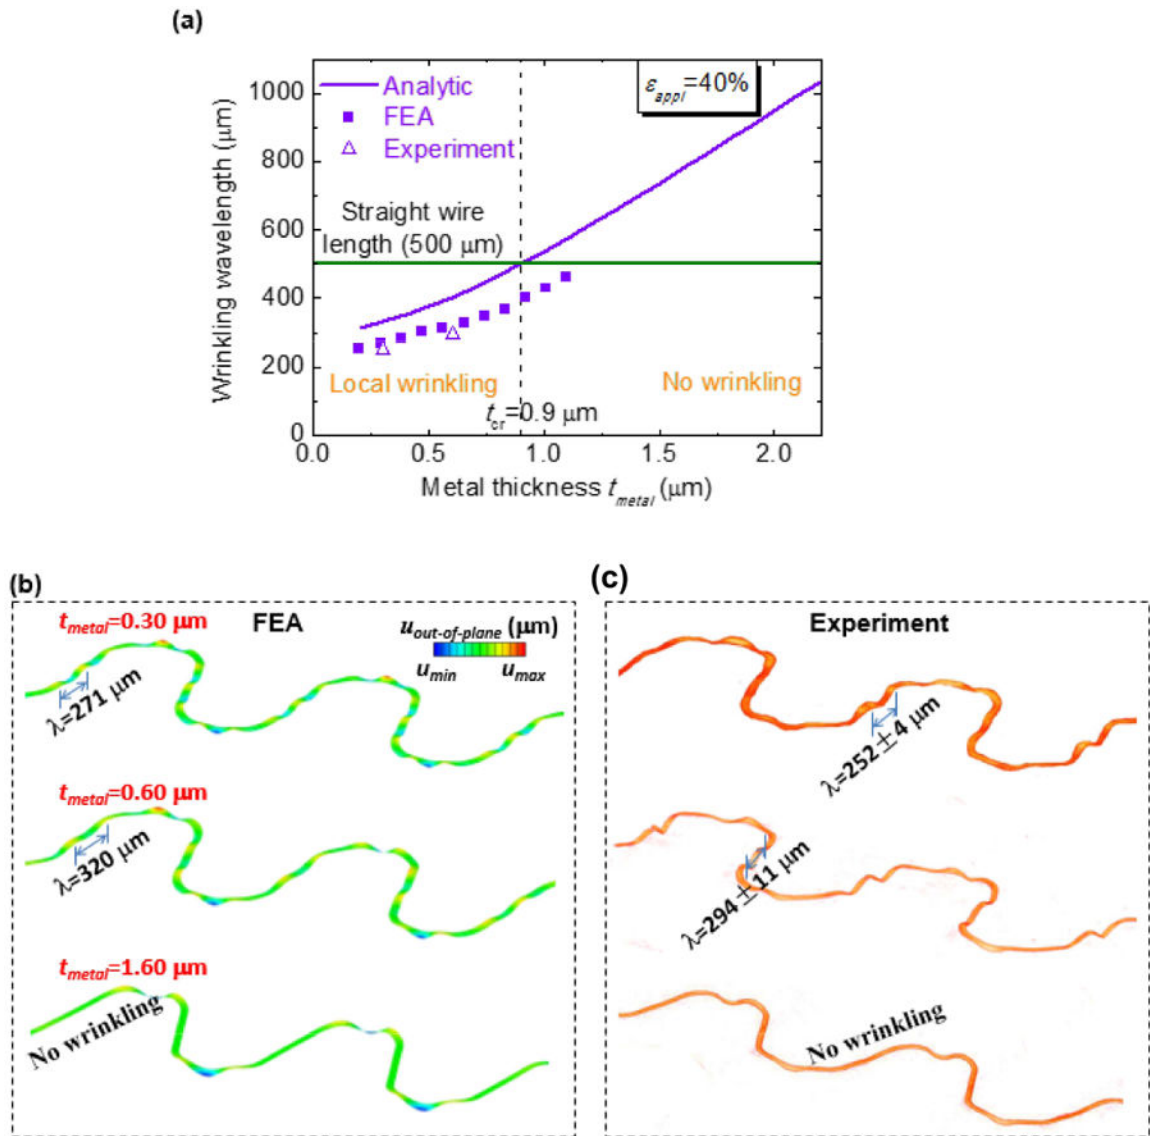 (a)
Analytic
FEA
Experiment
ε_appl=40%
Straight wire
length (500 μm)
Local wrinkling
No wrinkling
t_cr=0.9 μm
Wrinkling wavelength (μm)
1000
800
600
400
200
0
0.0 0.5 1.0 1.5 2.0
Metal thickness t_metal (μm)
(b)
t_metal=0.30 μm
FEA
u_out-of-plane (μm)
u_min u_max
λ=271 μm
t_metal=0.60 μm
λ=320 μm
t_metal=1.60 μm
No wrinkling
(c)
Experiment
λ=252±4 μm
λ=294±11 μm
No wrinkling